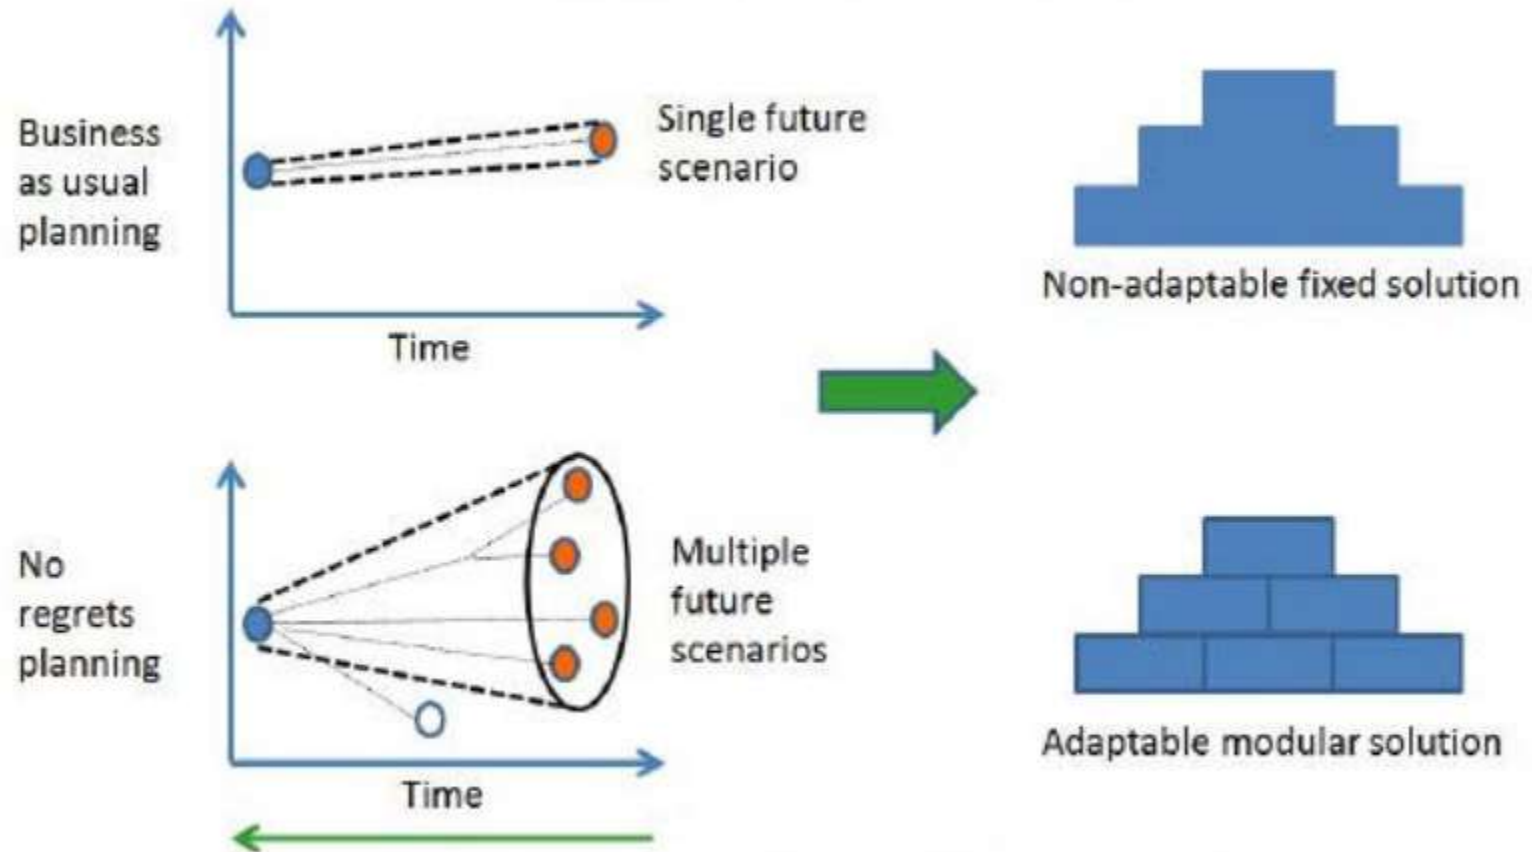 Business
as usual
planning
Single future
scenario
Time
Non-adaptable fixed solution
No
regrets
planning
Multiple
future
scenarios
Time
Adaptable modular solution